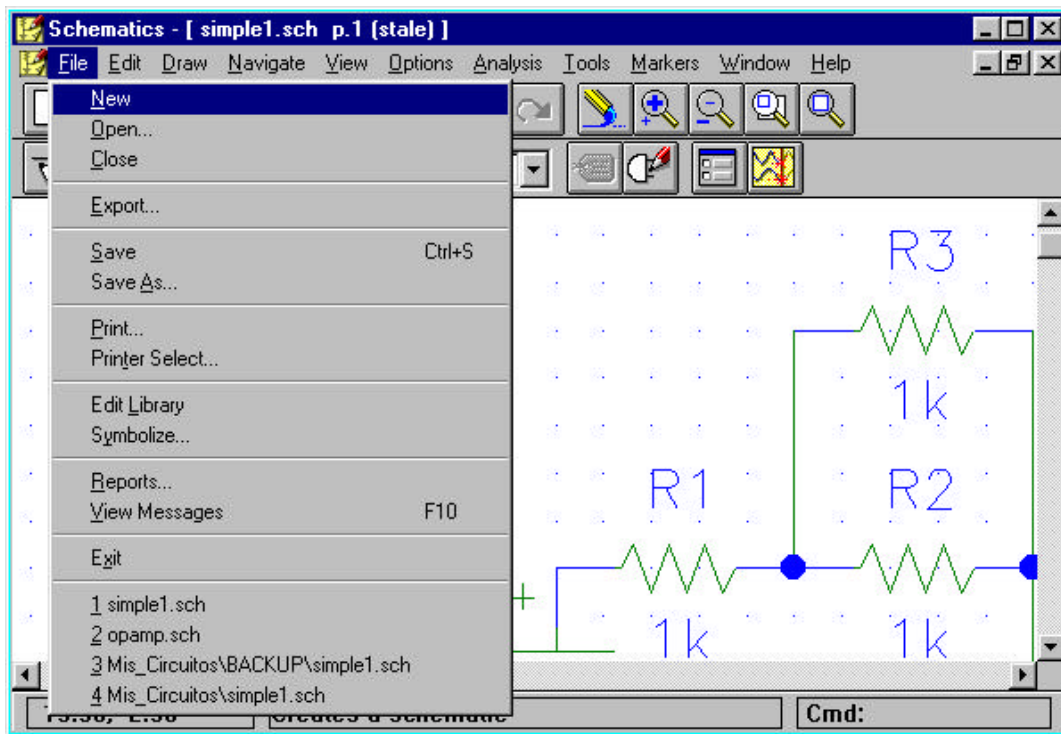 Schematics - [ simple1.sch p.1 (stale) ]
File Edit Draw Navigate View Options Analysis Tools Markers Window Help
New
Open...
Close
Export...
Save Ctrl+S
Save As...
Print...
Printer Select...
Edit Library
Symbolize...
Reports...
View Messages F10
Exit
1 simple1.sch
2 opamp.sch
3 Mis_Circuitos\BACKUP\simple1.sch
4 Mis_Circuitos\simple1.sch
R3
1k
R1
R2
1k
1k
Creates a Schematic
Cmd: